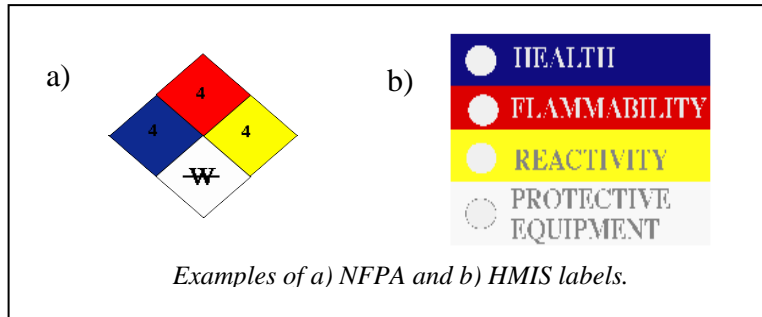 a)
4
4
4
W
b)
HEALTH
FLAMMABILITY
REACTIVITY
PROTECTIVE
EQUIPMENT
Examples of a) NFPA and b) HMIS labels.